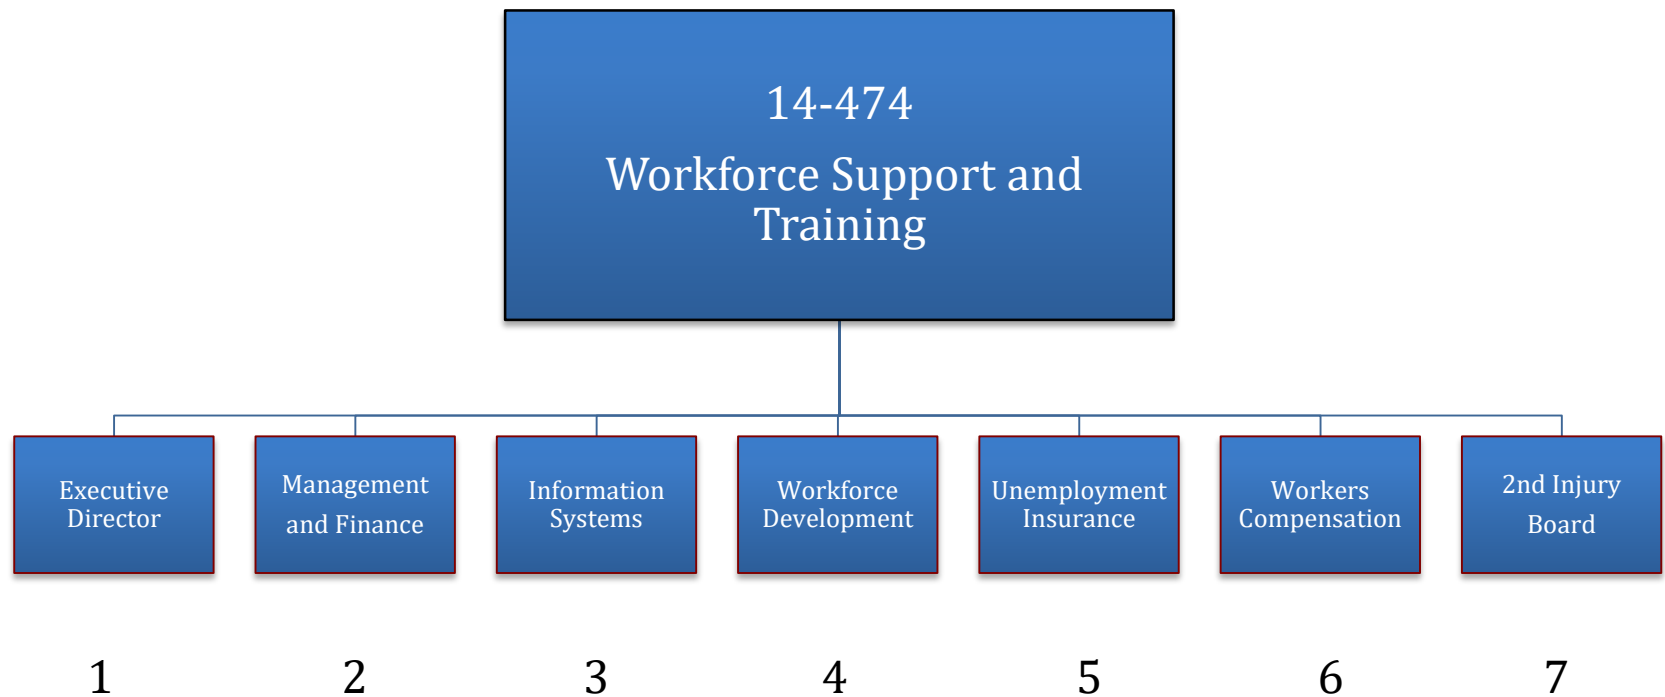 14-474
Workforce Support and
Training
Executive
Director
Management
and Finance
Information
Systems
Workforce
Development
Unemployment
Insurance
Workers
Compensation
2nd Injury
Board
1
2
3
4
5
6
7